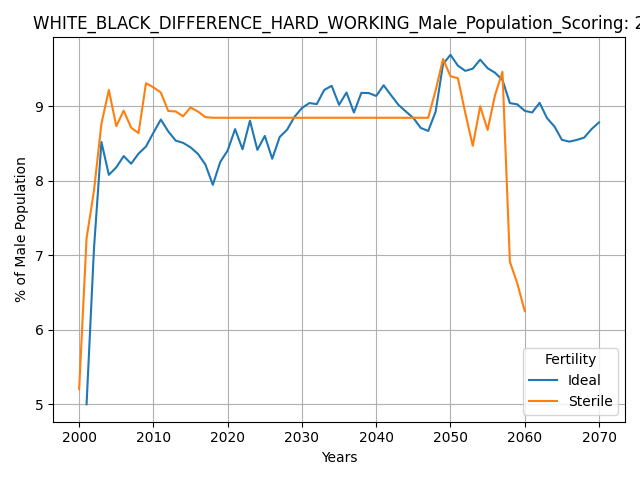 WHITE_BLACK_DIFFERENCE_HARD_WORKING_Male_Population_Scoring: 2
% of Male Population
9
8
7
6
5
2000 2010 2020 2030 2040 2050 2060 2070
Years
Fertility
Ideal
Sterile